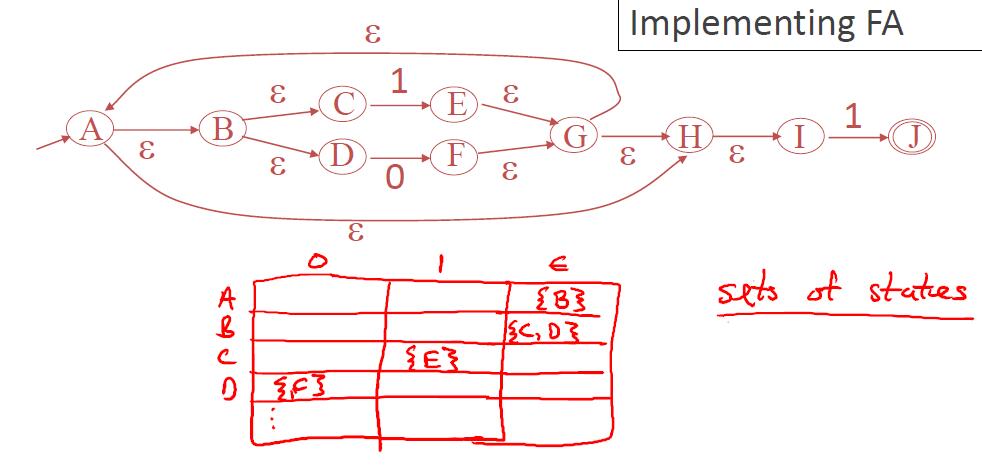 Implementing FA
ε
ε C 1 E ε
A ε B G ε H ε I 1 J
ε D 0 F ε
ε
0 1 ϵ
A {B}
B {C, D}
C {E}
D {F}
⋮
sets of states